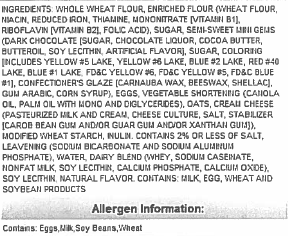 INGREDIENTS: WHOLE WHEAT FLOUR, ENRICHED FLOUR (WHEAT FLOUR,
NIACIN, REDUCED IRON, THIAMINE, MONONITRATE [VITAMIN B1],
RIBOFLAVIN [VITAMIN B2], FOLIC ACID), SUGAR, SEMI-SWEET MINI GEMS
(DARK CHOCOLATE [SUGAR, CHOCOLATE LIQUOR, COCOA BUTTER,
BUTTEROIL, SOY LECITHIN, ARTIFICIAL FLAVOR], SUGAR, COLORING
[INCLUDES YELLOW #5 LAKE, YELLOW #6 LAKE, BLUE #2 LAKE, RED #40
LAKE, BLUE #1 LAKE, FD&C YELLOW #6, FD&C YELLOW #5, FD&C BLUE
#1], CONFECTIONER'S GLAZE [CARNAUBA WAX, BEESWAX, SHELLAC],
GUM ARABIC, CORN SYRUP), EGGS, VEGETABLE SHORTENING (CANOLA
OIL, PALM OIL WITH MONO AND DIGLYCERIDES), OATS, CREAM CHEESE
(PASTEURIZED MILK AND CREAM, CHEESE CULTURE, SALT, STABILIZER
[CAROB BEAN GUM AND/OR GUAR GUM AND/OR XANTHAN GUM]),
MODIFIED WHEAT STARCH, INULIN. CONTAINS 2% OR LESS OF SALT,
LEAVENING (SODIUM BICARBONATE AND SODIUM ALUMINUM
PHOSPHATE), WATER, DAIRY BLEND (WHEY, SODIUM CASEINATE,
NONFAT MILK, SOY LECITHIN, CALCIUM PHOSPHATE, CALCIUM OXIDE),
SOY LECITHIN, NATURAL FLAVOR. CONTAINS: MILK, EGG, WHEAT AND
SOYBEAN PRODUCTS
Allergen Information:
Contains: Eggs,Milk,Soy Beans,Wheat